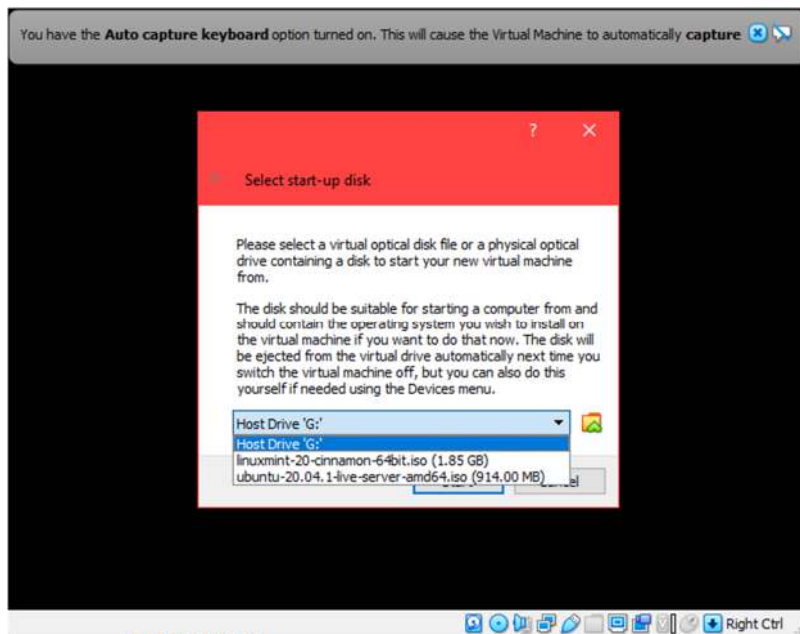 You have the Auto capture keyboard option turned on. This will cause the Virtual Machine to automatically capture
?
Select start-up disk
Please select a virtual optical disk file or a physical optical
drive containing a disk to start your new virtual machine
from.
The disk should be suitable for starting a computer from and
should contain the operating system you wish to install on
the virtual machine if you want to do that now. The disk will
be ejected from the virtual drive automatically next time you
switch the virtual machine off, but you can also do this
yourself if needed using the Devices menu.
Host Drive 'G:'
Host Drive 'G:'
linuxmint-20-cinnamon-64bit.iso (1.85 GB)
ubuntu-20.04.1-live-server-amd64.iso (914.00 MB)
Right Ctrl